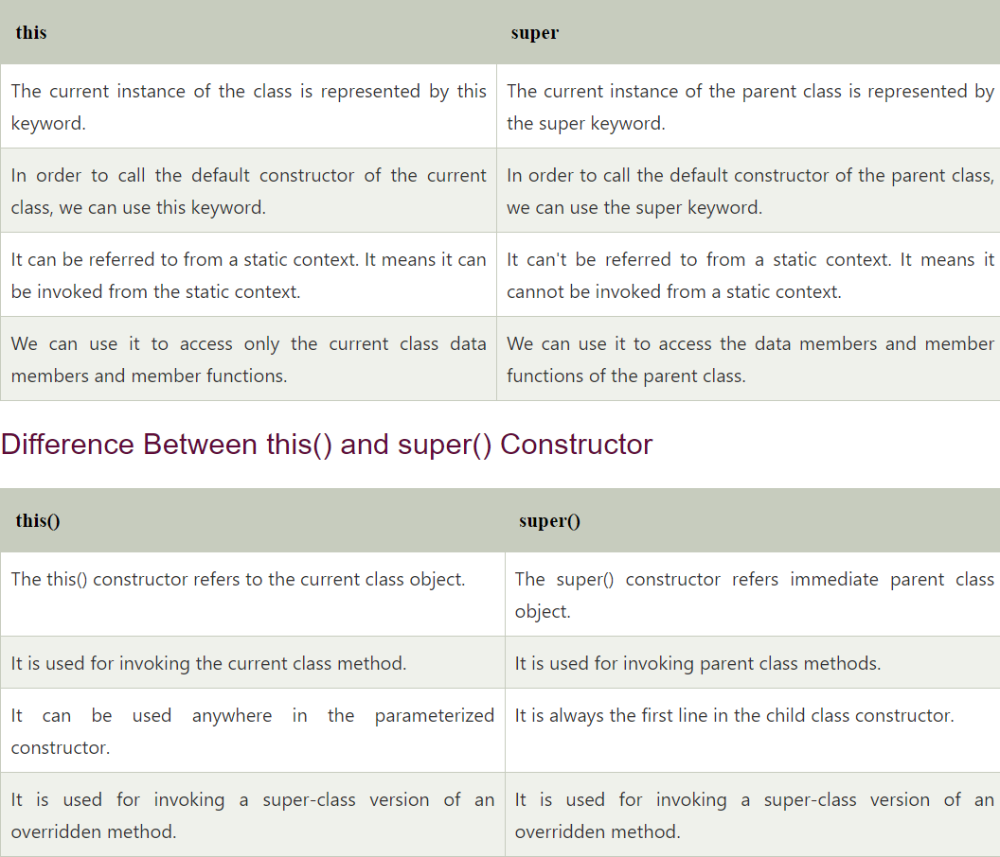 this super
The current instance of the class is represented by this
keyword.
The current instance of the parent class is represented by
the super keyword.
In order to call the default constructor of the current
class, we can use this keyword.
In order to call the default constructor of the parent class,
we can use the super keyword.
It can be referred to from a static context. It means it can
be invoked from the static context.
It can't be referred to from a static context. It means it
cannot be invoked from a static context.
We can use it to access only the current class data
members and member functions.
We can use it to access the data members and member
functions of the parent class.
Difference Between this() and super() Constructor
this() super()
The this() constructor refers to the current class object.
The super() constructor refers immediate parent class
object.
It is used for invoking the current class method.
It is used for invoking parent class methods.
It can be used anywhere in the parameterized
constructor.
It is always the first line in the child class constructor.
It is used for invoking a super-class version of an
overridden method.
It is used for invoking a super-class version of an
overridden method.